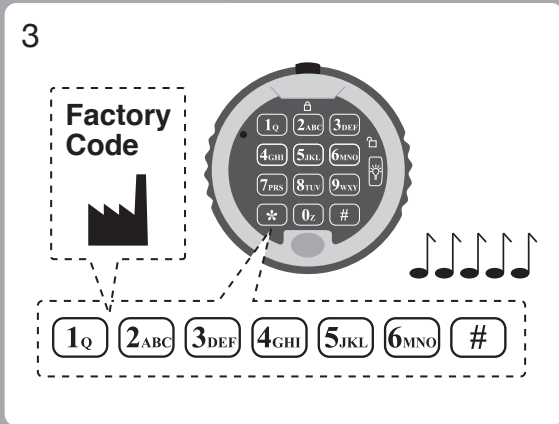 3
Factory
Code
1Q 2ABC 3DEF
4GHI 5JKL 6MNO
7PRS 8TUV 9WXY
* 0Z #
1Q 2ABC 3DEF 4GHI 5JKL 6MNO #